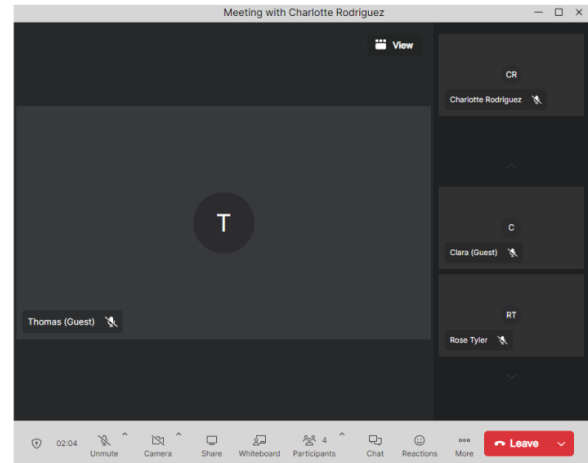 Meeting with Charlotte Rodriguez
View
CR
Charlotte Rodriguez
T
Thomas (Guest)
C
Clara (Guest)
RT
Rose Tyler
02:04
Unmute
Camera
Share
Whiteboard
4
Participants
Chat
Reactions
More
Leave